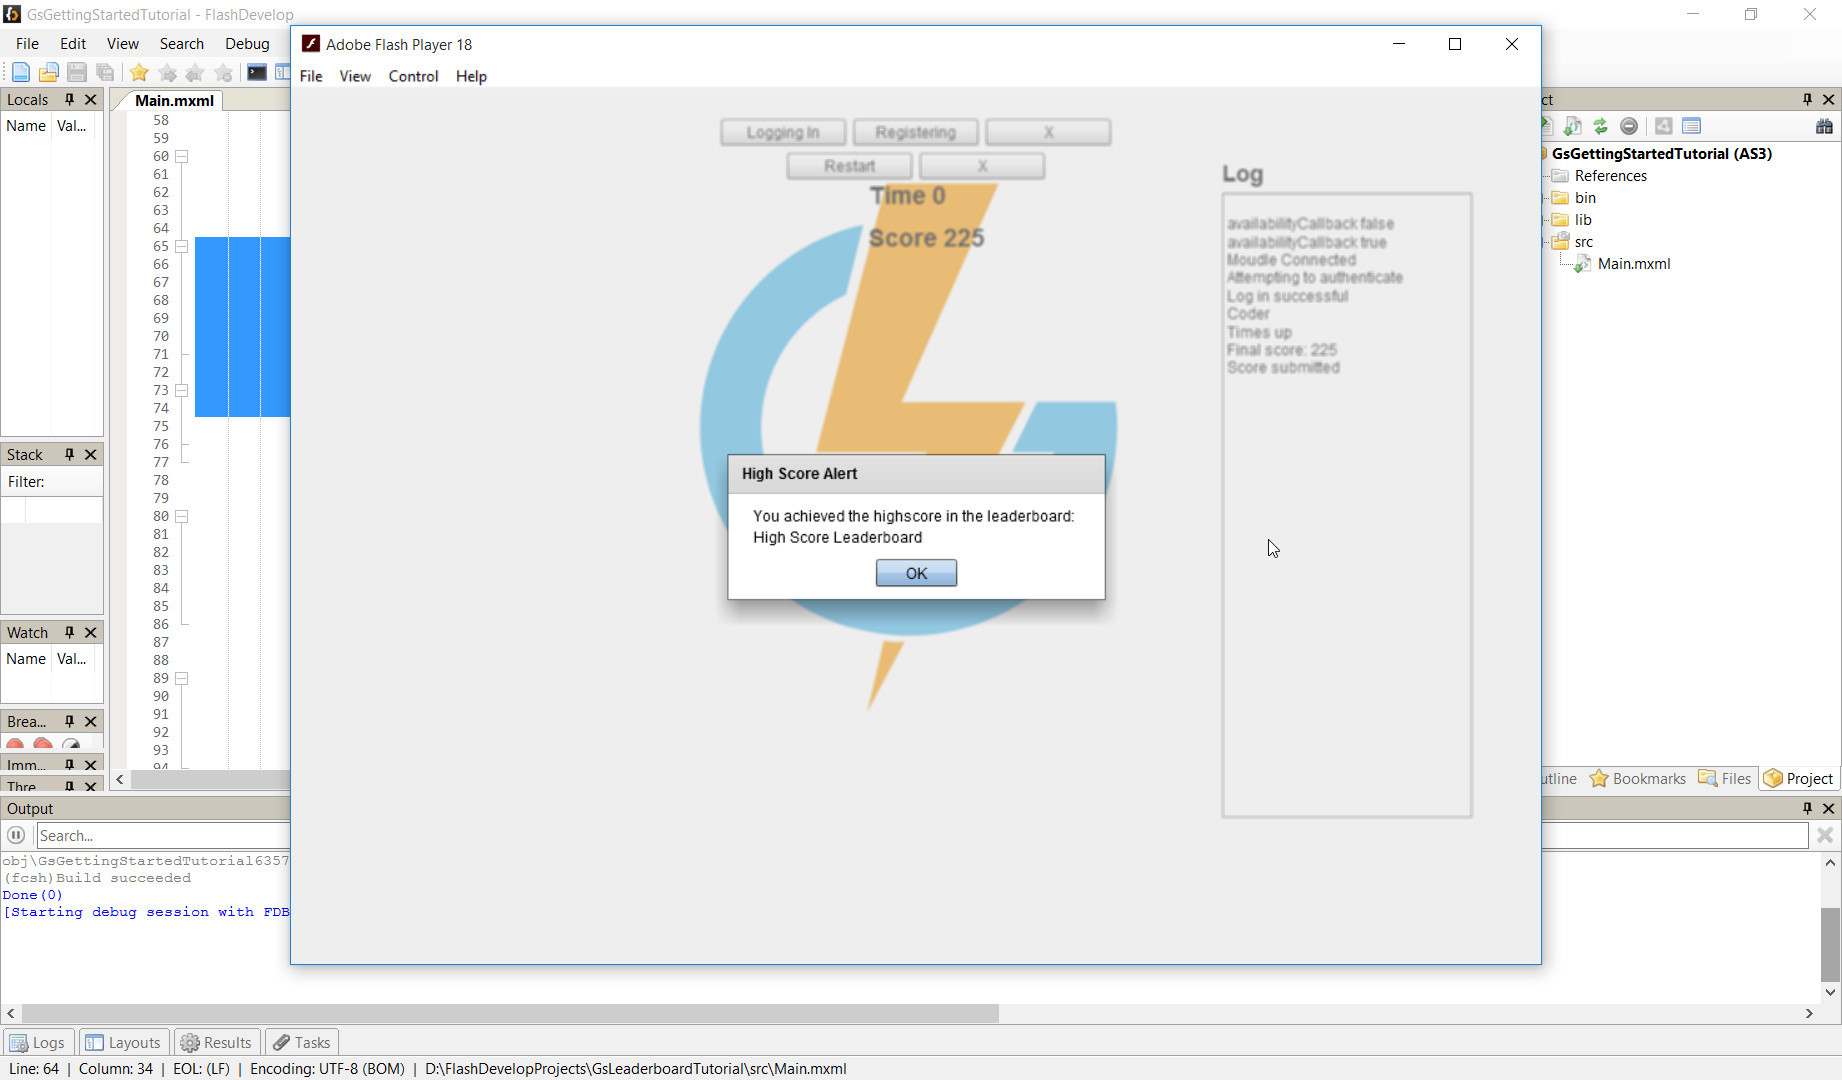 GsGettingStartedTutorial - FlashDevelop
File Edit View Search Debug
Locals
Name Val...
Main.mxml
58
59
60
61
62
63
64
65
66
67
68
69
70
71
72
73
74
75
76
77
78
79
80
81
82
83
84
85
86
87
88
89
90
91
92
93
94
Stack
Filter:
Watch
Name Val...
Brea...
Imm...
Thre
Adobe Flash Player 18
File View Control Help
Logging In Registering X
Restart X
Time 0
Score 225
Log
availabilityCallback false
availabilityCallback true
Moudle Connected
Attempting to authenticate
Log in successful
Coder
Times up
Final score: 225
Score submitted
High Score Alert
You achieved the highscore in the leaderboard:
High Score Leaderboard
OK
ct
GsGettingStartedTutorial (AS3)
References
bin
lib
src
Main.mxml
utline Bookmarks Files Project
Output
Search...
obj\GsGettingStartedTutorial6357
(fcsh)Build succeeded
Done(0)
[Starting debug session with FDB
Logs Layouts Results Tasks
Line: 64 | Column: 34 | EOL: (LF) | Encoding: UTF-8 (BOM) | D:\FlashDevelopProjects\GsLeaderboardTutorial\src\Main.mxml